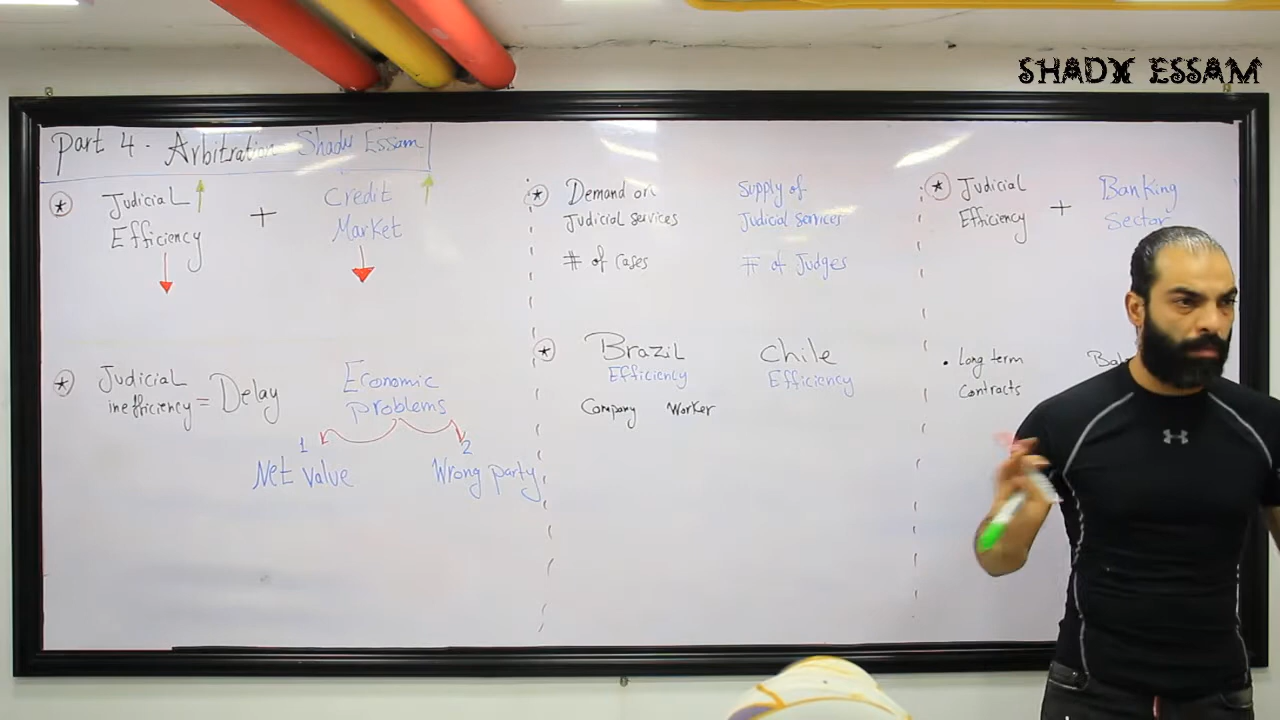 SHADY ESSAM
Part 4. Arbitration Shady Essam
* Judicial
Efficiency
+
Credit
Market
* Judicial
inefficiency = Delay
Economic
problems
1
Net Value
2
Wrong party
* Demand on
Judicial services
# of Cases
Supply of
Judicial services
# of Judges
* Brazil
Efficiency
Company Worker
Chile
Efficiency
* Judicial
Efficiency
+
Banking
Sector
. Long term
Contracts